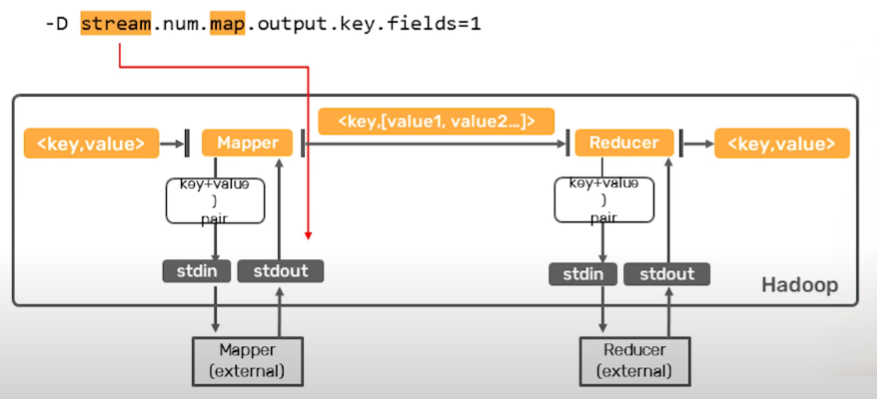 -D stream.num.map.output.key.fields=1
<key,[value1, value2...]>
<key,value>
Mapper
Reducer
<key,value>
key+value
)
pair
key+value
)
pair
stdin
stdout
stdin
stdout
Hadoop
Mapper
(external)
Reducer
(external)